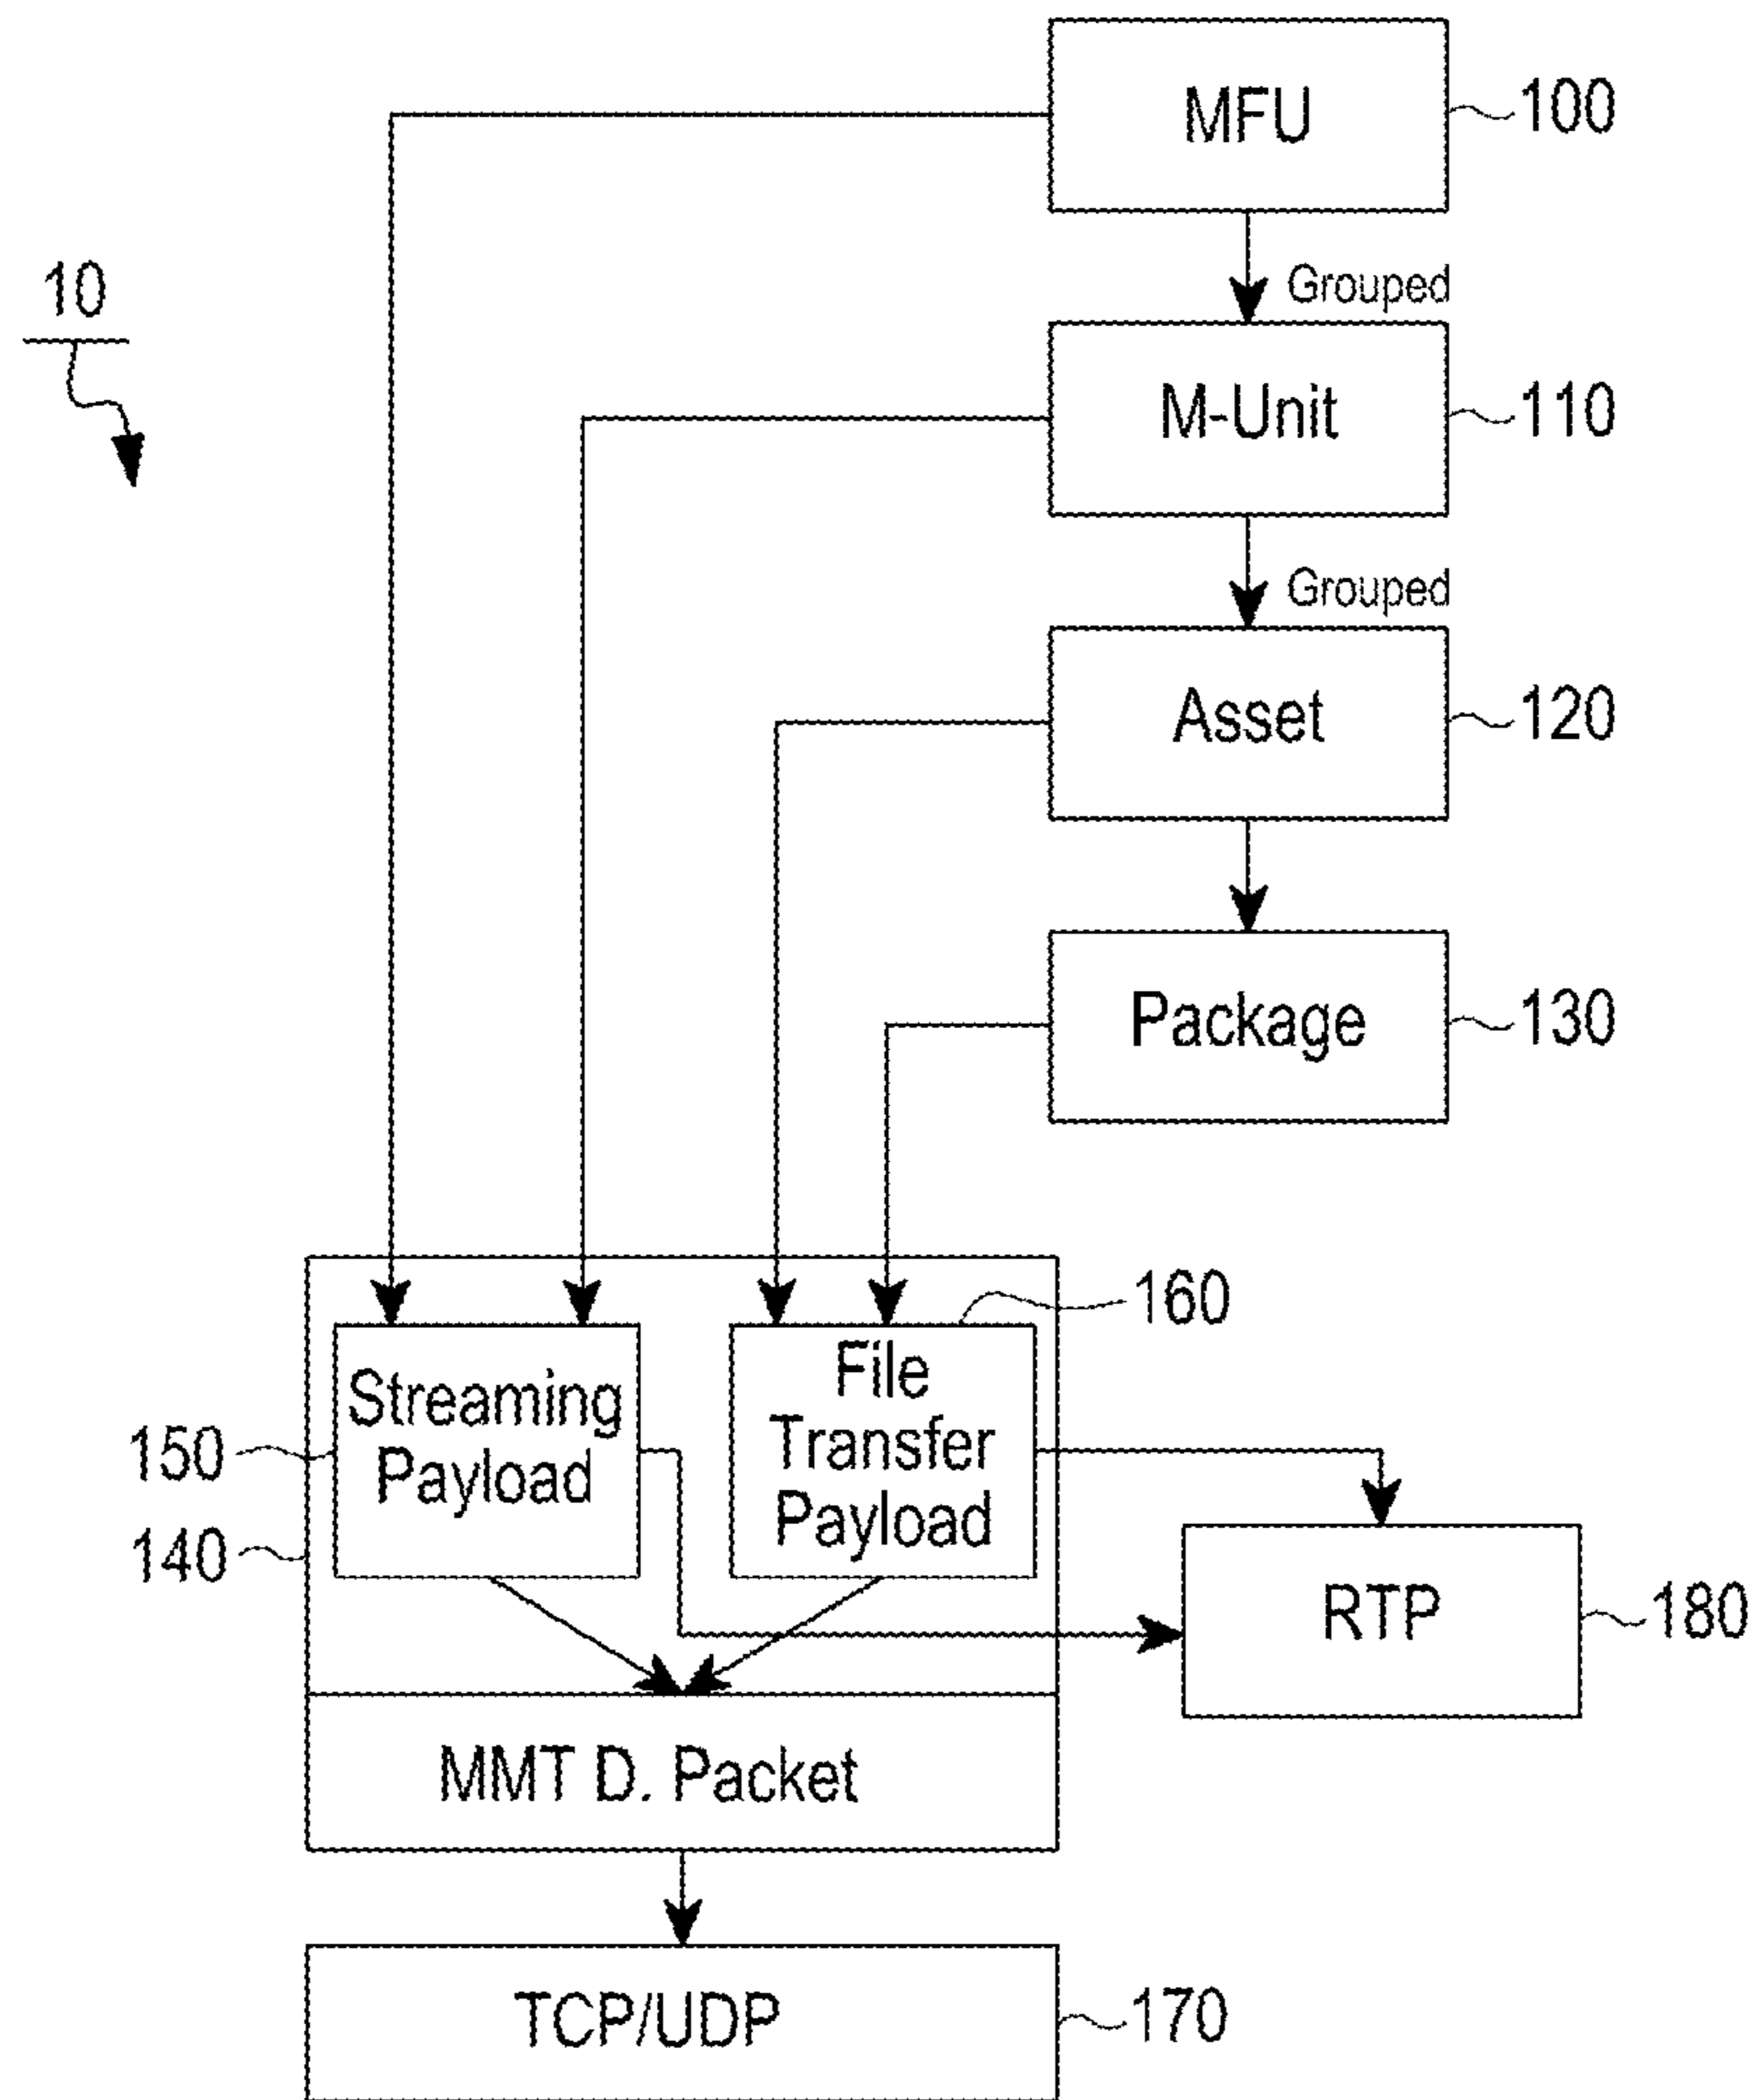 MFU
100
10
Grouped
M-Unit
110
Grouped
Asset
120
Package
130
160
Streaming
Payload
File
Transfer
Payload
150
140
RTP
180
MMT D. Packet
TCP/UDP
170